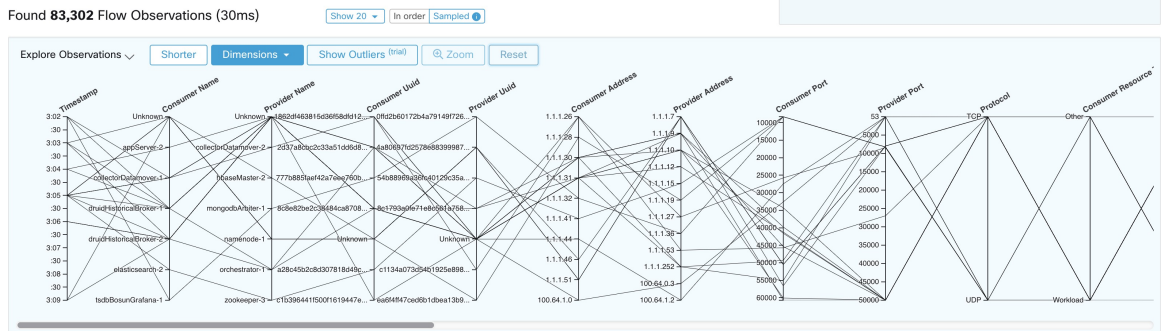 Found 83,302 Flow Observations (30ms)
Show 20
In order
Sampled
Explore Observations
Shorter
Dimensions
Show Outliers (trial)
Zoom
Reset
Timestamp
Consumer Name
Provider Name
Consumer Uuid
Provider Uuid
Consumer Address
Provider Address
Consumer Port
Provider Port
Protocol
Consumer Resource
3:02
:30
3:03
:30
3:04
:30
3:05
:30
3:06
:30
3:07
:30
3:08
:30
3:09
Unknown
appServer-2
collectorDatamover-1
druidHistoricalBroker-1
druidHistoricalBroker-2
elasticsearch-2
tsdbBosunGrafana-1
Unknown
collectorDatamover-2
hbaseMaster-2
mongodbArbiter-1
namenode-1
orchestrator-1
zookeeper-3
Unknown
Unknown
1.1.1.26
1.1.1.28
1.1.1.30
1.1.1.31
1.1.1.32
1.1.1.41
1.1.1.44
1.1.1.46
1.1.1.51
100.64.1.0
1.1.1.7
1.1.1.9
1.1.1.10
1.1.1.12
1.1.1.15
1.1.1.19
1.1.1.27
1.1.1.36
1.1.1.53
1.1.1.252
100.64.0.3
100.64.1.2
10000
15000
20000
25000
30000
35000
40000
45000
50000
55000
60000
53
5000
10000
15000
20000
25000
30000
35000
40000
45000
50000
TCP
UDP
Other
Workload